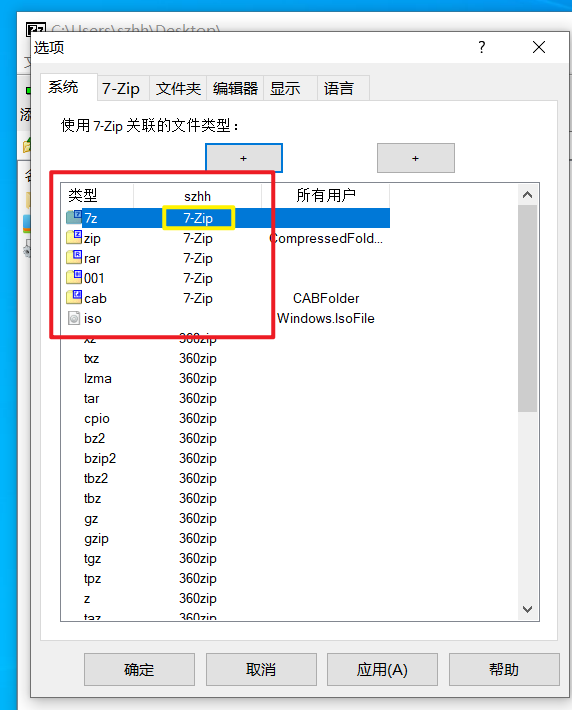 C:\Users\szhh\Desktop\
选项
?
系统 7-Zip 文件夹 编辑器 显示 语言
使用 7-Zip 关联的文件类型：
+ +
类型 szhh 所有用户
7z 7-Zip
zip 7-Zip CompressedFold...
rar 7-Zip
001 7-Zip
cab 7-Zip CABFolder
iso Windows.IsoFile
xz 360zip
txz 360zip
lzma 360zip
tar 360zip
cpio 360zip
bz2 360zip
bzip2 360zip
tbz2 360zip
tbz 360zip
gz 360zip
gzip 360zip
tgz 360zip
tpz 360zip
z 360zip
taz 360zip
确定 取消 应用(A) 帮助